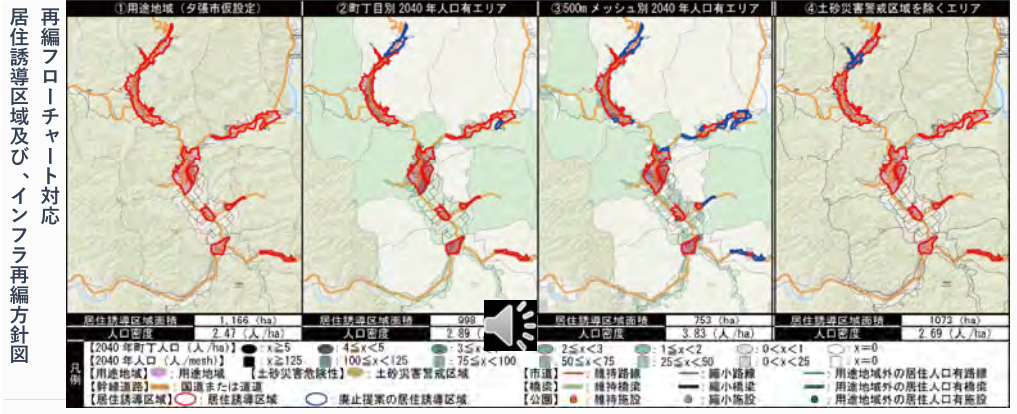 再編フローチャート対応
居住誘導区域及び、インフラ再編方針図
①用途地域(夕張市仮設定)
②町丁目別2040年人口有エリア
③500mメッシュ別2040年人口有エリア
④土砂災害警戒区域を除くエリア
居住誘導区域面積 1,166 (ha)
人口密度 2.47 (人/ha)
居住誘導区域面積 998
人口密度 2.89 (人
居住誘導区域面積 753 (ha)
人口密度 3.83 (人/ha)
居住誘導区域面積 1073 (ha)
人口密度 2.69 (人/ha)
凡例
【2040年町丁人口(人/ha)】 :x≧5 4≦x<5 2≦x<3 :1≦x<2 :0<x<1 :x=0
【2040年人口(人/mesh)】 :x≧125 100≦x<125 50≦x<75 25≦x<50 0<x<25 x=0
【用途地域】 :用途地域 【土砂災害危険性】 :土砂災害警戒区域 【市道】 :維持路線 :縮小路線 :用途地域外の居住人口有路線
【幹線道路】 :国道または道道 【橋梁】 :維持橋梁 :縮小橋梁 :用途地域外の居住人口有橋梁
【居住誘導区域】 :居住誘導区域 :廃止提案の居住誘導区域 【公園】 :維持施設 :縮小施設 :用途地域外の居住人口有施設